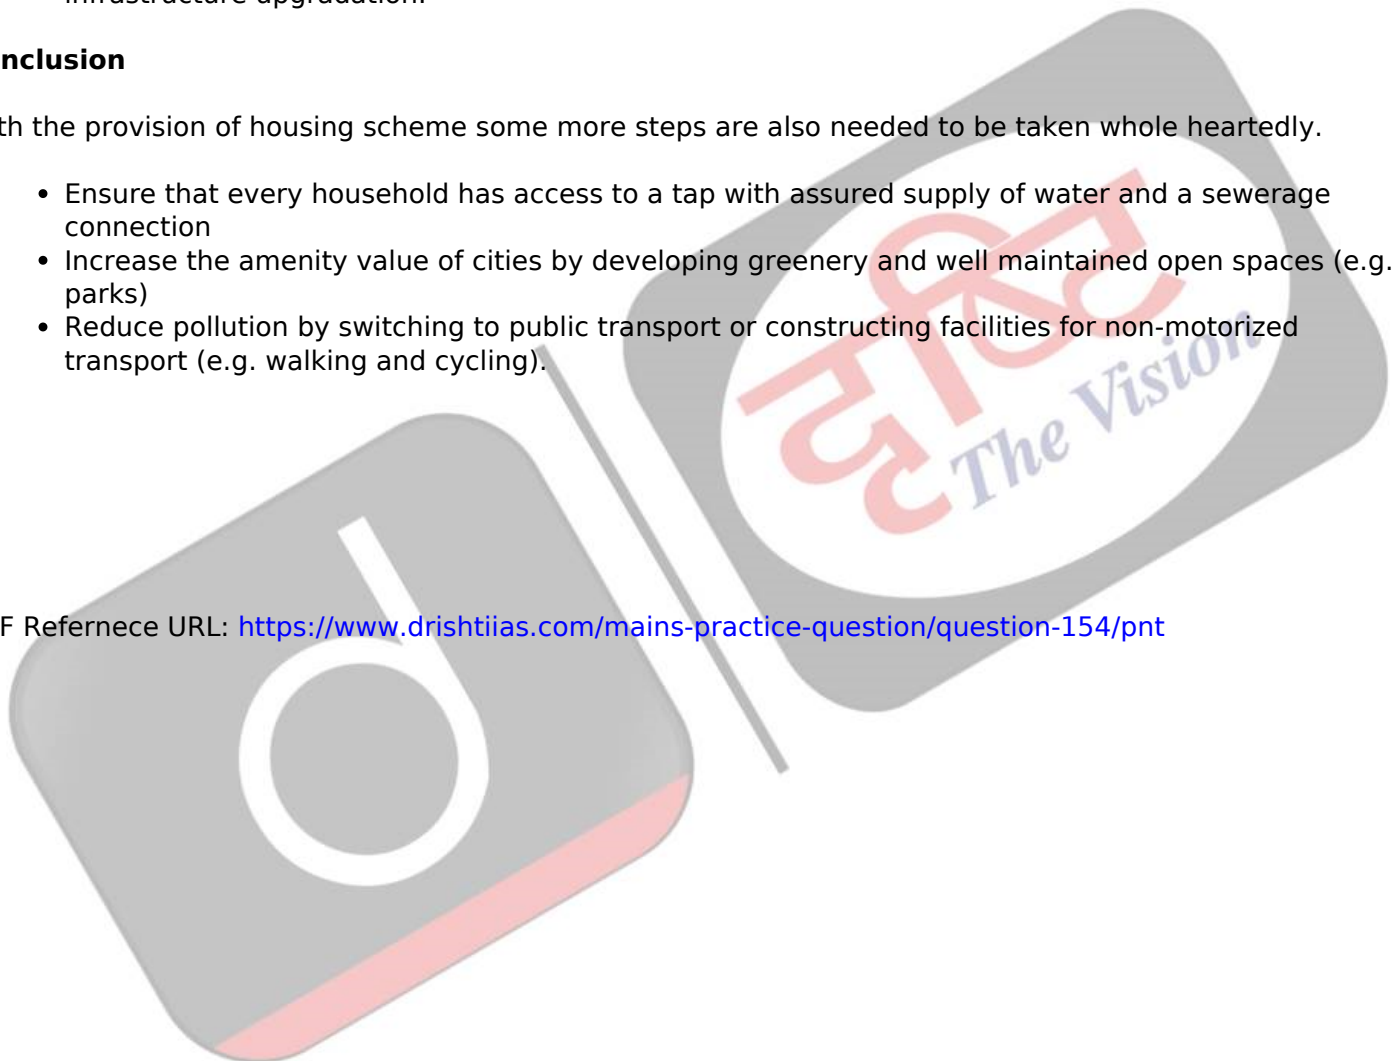 infrastructure upgradation.
nclusion
th the provision of housing scheme some more steps are also needed to be taken whole heartedly.
• Ensure that every household has access to a tap with assured supply of water and a sewerage
connection
• Increase the amenity value of cities by developing greenery and well maintained open spaces (e.g.
parks)
• Reduce pollution by switching to public transport or constructing facilities for non-motorized
transport (e.g. walking and cycling).
दृष्टि
The Vision
d
F Refernece URL: https://www.drishtiias.com/mains-practice-question/question-154/pnt